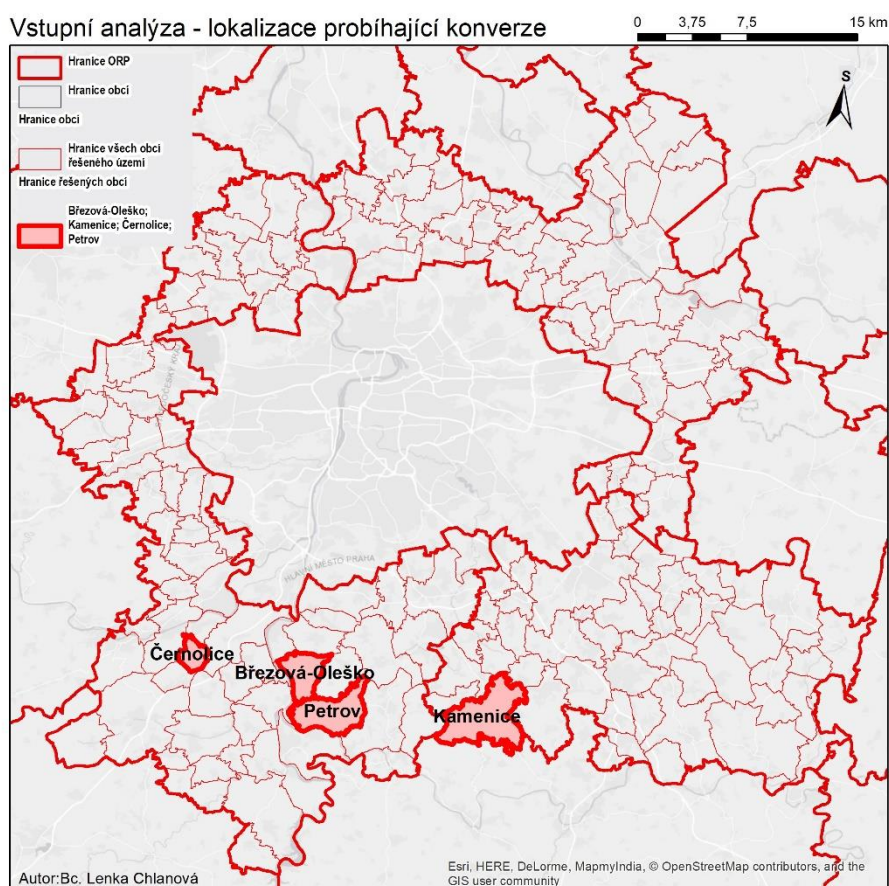 Vstupní analýza - lokalizace probíhající konverze
0 3,75 7,5 15 km
Hranice ORP
Hranice obcí
Hranice obcí
Hranice všech obcí
řešeného území
Hranice řešených obcí
Březová-Oleško;
Kamenice; Černolice;
Petrov
S
HLAVNÍ MĚSTO PRAHA
Černolice
Březová-Oleško
Petrov
Kamenice
Autor:Bc. Lenka Chlanová
Esri, HERE, DeLorme, MapmyIndia, © OpenStreetMap contributors, and the
GIS user community